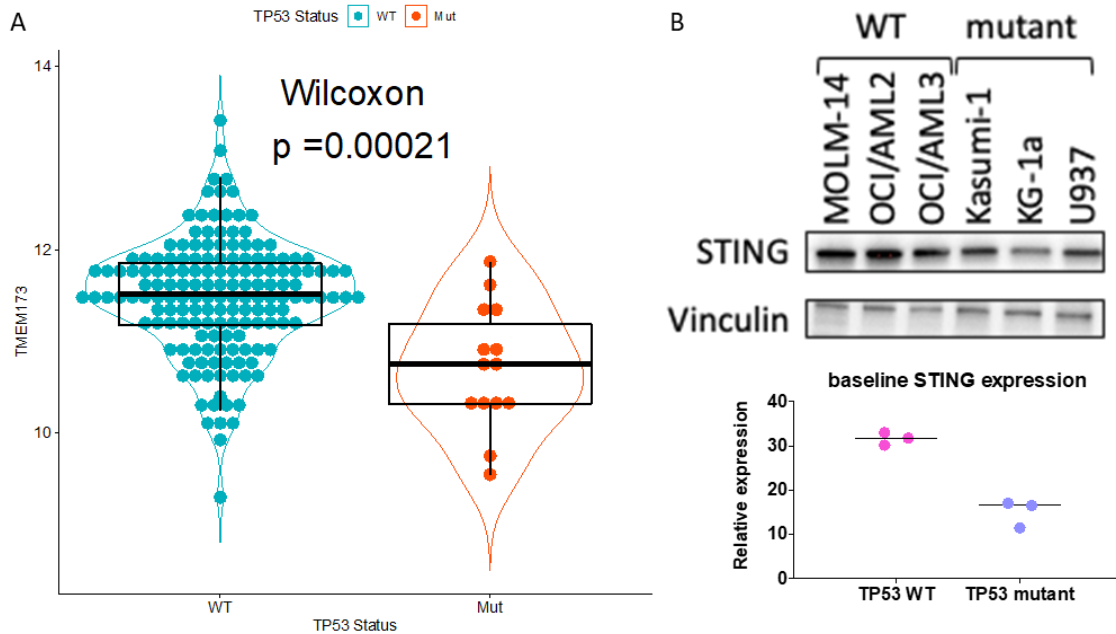 A
TP53 Status WT Mut
Wilcoxon
p =0.00021
TMEM173
14
12
10
WT Mut
TP53 Status
B
WT mutant
MOLM-14
OCI/AML2
OCI/AML3
Kasumi-1
KG-1a
U937
STING
Vinculin
baseline STING expression
Relative expression
40
30
20
10
0
TP53 WT TP53 mutant